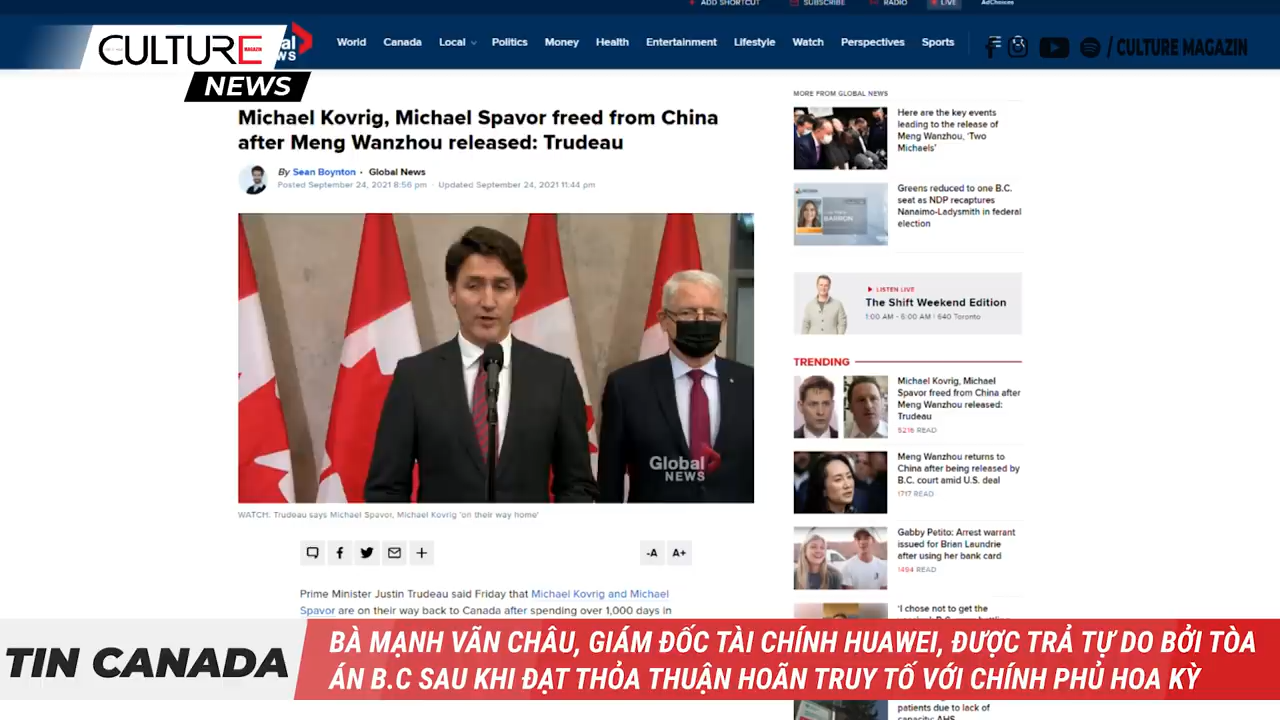 ADD SHORTCUT
SUBSCRIBE
RADIO
LIVE
AdChoices
CULTURE
MAGAZIN
NEWS
World
Canada
Local
Politics
Money
Health
Entertainment
Lifestyle
Watch
Perspectives
Sports
/ CULTURE MAGAZIN
Michael Kovrig, Michael Spavor freed from China
after Meng Wanzhou released: Trudeau
By Sean Boynton · Global News
Posted September 24, 2021 8:56 pm · Updated September 24, 2021 11:44 pm
Global
NEWS
WATCH: Trudeau says Michael Spavor, Michael Kovrig 'on their way home'
-A
A+
Prime Minister Justin Trudeau said Friday that Michael Kovrig and Michael
Spavor are on their way back to Canada after spending over 1,000 days in
MORE FROM GLOBAL NEWS
Here are the key events
leading to the release of
Meng Wanzhou, 'Two
Michaels'
BARRON
Greens reduced to one B.C.
seat as NDP recaptures
Nanaimo-Ladysmith in federal
election
LISTEN LIVE
The Shift Weekend Edition
1:00 AM - 5:00 AM | 640 Toronto
TRENDING
Michael Kovrig, Michael
Spavor freed from China after
Meng Wanzhou released:
Trudeau
5216 READ
Meng Wanzhou returns to
China after being released by
B.C. court amid U.S. deal
1717 READ
Gabby Petito: Arrest warrant
issued for Brian Laundrie
after using her bank card
1494 READ
'I chose not to get the
patients due to lack of
capacity: AHS
TIN CANADA
BÀ MẠNH VÃN CHÂU, GIÁM ĐỐC TÀI CHÍNH HUAWEI, ĐƯỢC TRẢ TỰ DO BỞI TÒA
ÁN B.C SAU KHI ĐẠT THỎA THUẬN HOÃN TRUY TỐ VỚI CHÍNH PHỦ HOA KỲ